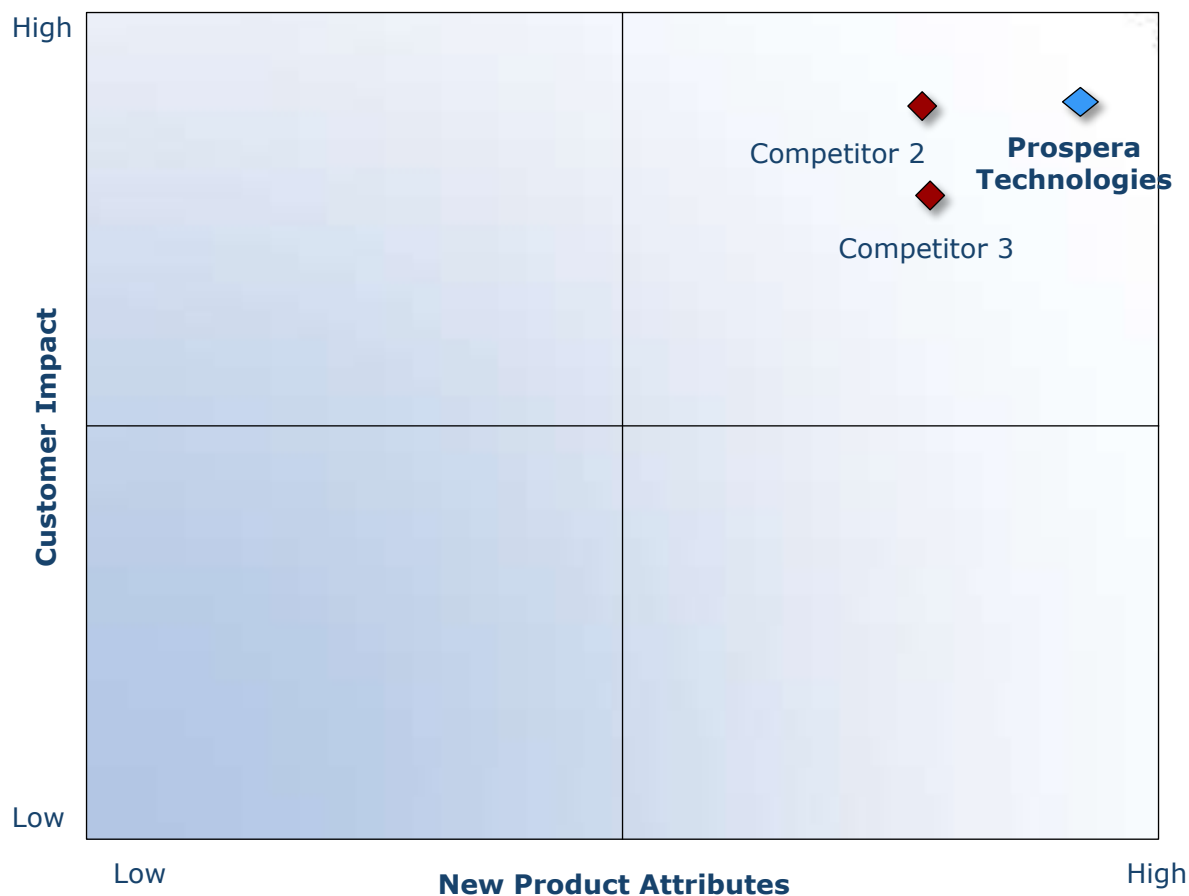 High
Competitor 2
Prospera
Technologies
Competitor 3
Customer Impact
Low
Low
New Product Attributes
High